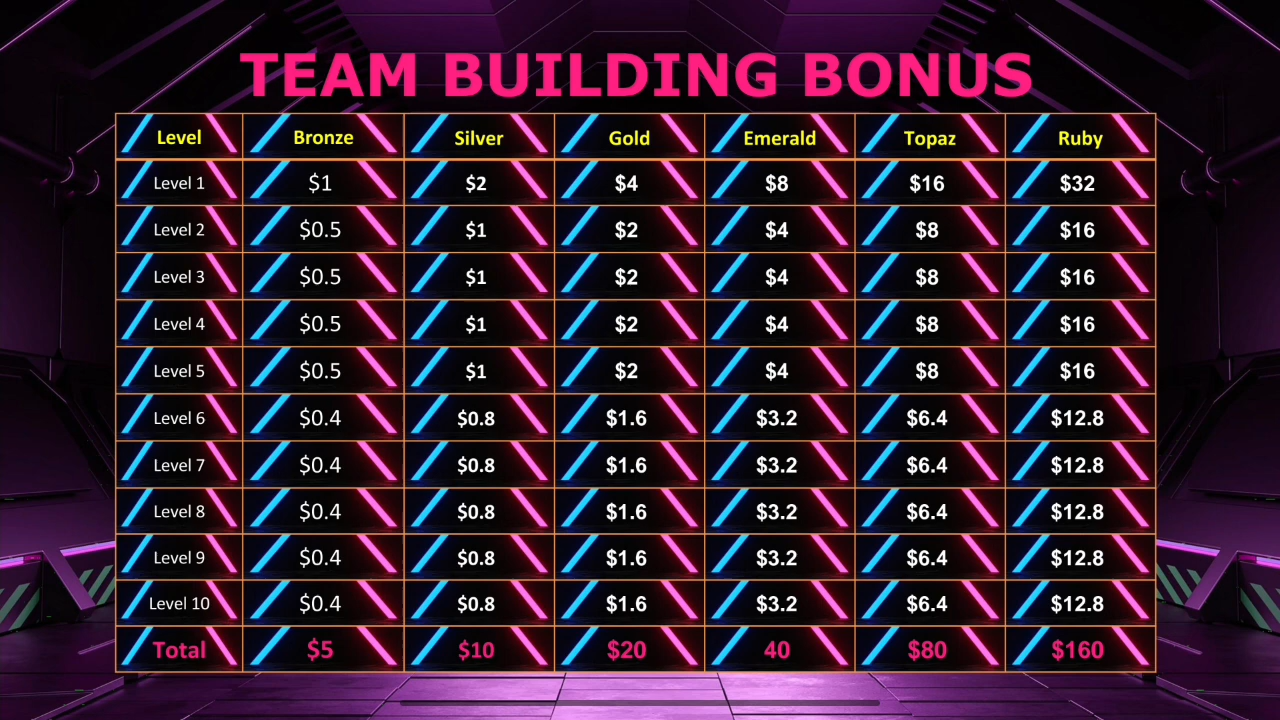 TEAM BUILDING BONUS
Level Bronze Silver Gold Emerald Topaz Ruby
Level 1 $1 $2 $4 $8 $16 $32
Level 2 $0.5 $1 $2 $4 $8 $16
Level 3 $0.5 $1 $2 $4 $8 $16
Level 4 $0.5 $1 $2 $4 $8 $16
Level 5 $0.5 $1 $2 $4 $8 $16
Level 6 $0.4 $0.8 $1.6 $3.2 $6.4 $12.8
Level 7 $0.4 $0.8 $1.6 $3.2 $6.4 $12.8
Level 8 $0.4 $0.8 $1.6 $3.2 $6.4 $12.8
Level 9 $0.4 $0.8 $1.6 $3.2 $6.4 $12.8
Level 10 $0.4 $0.8 $1.6 $3.2 $6.4 $12.8
Total $5 $10 $20 40 $80 $160